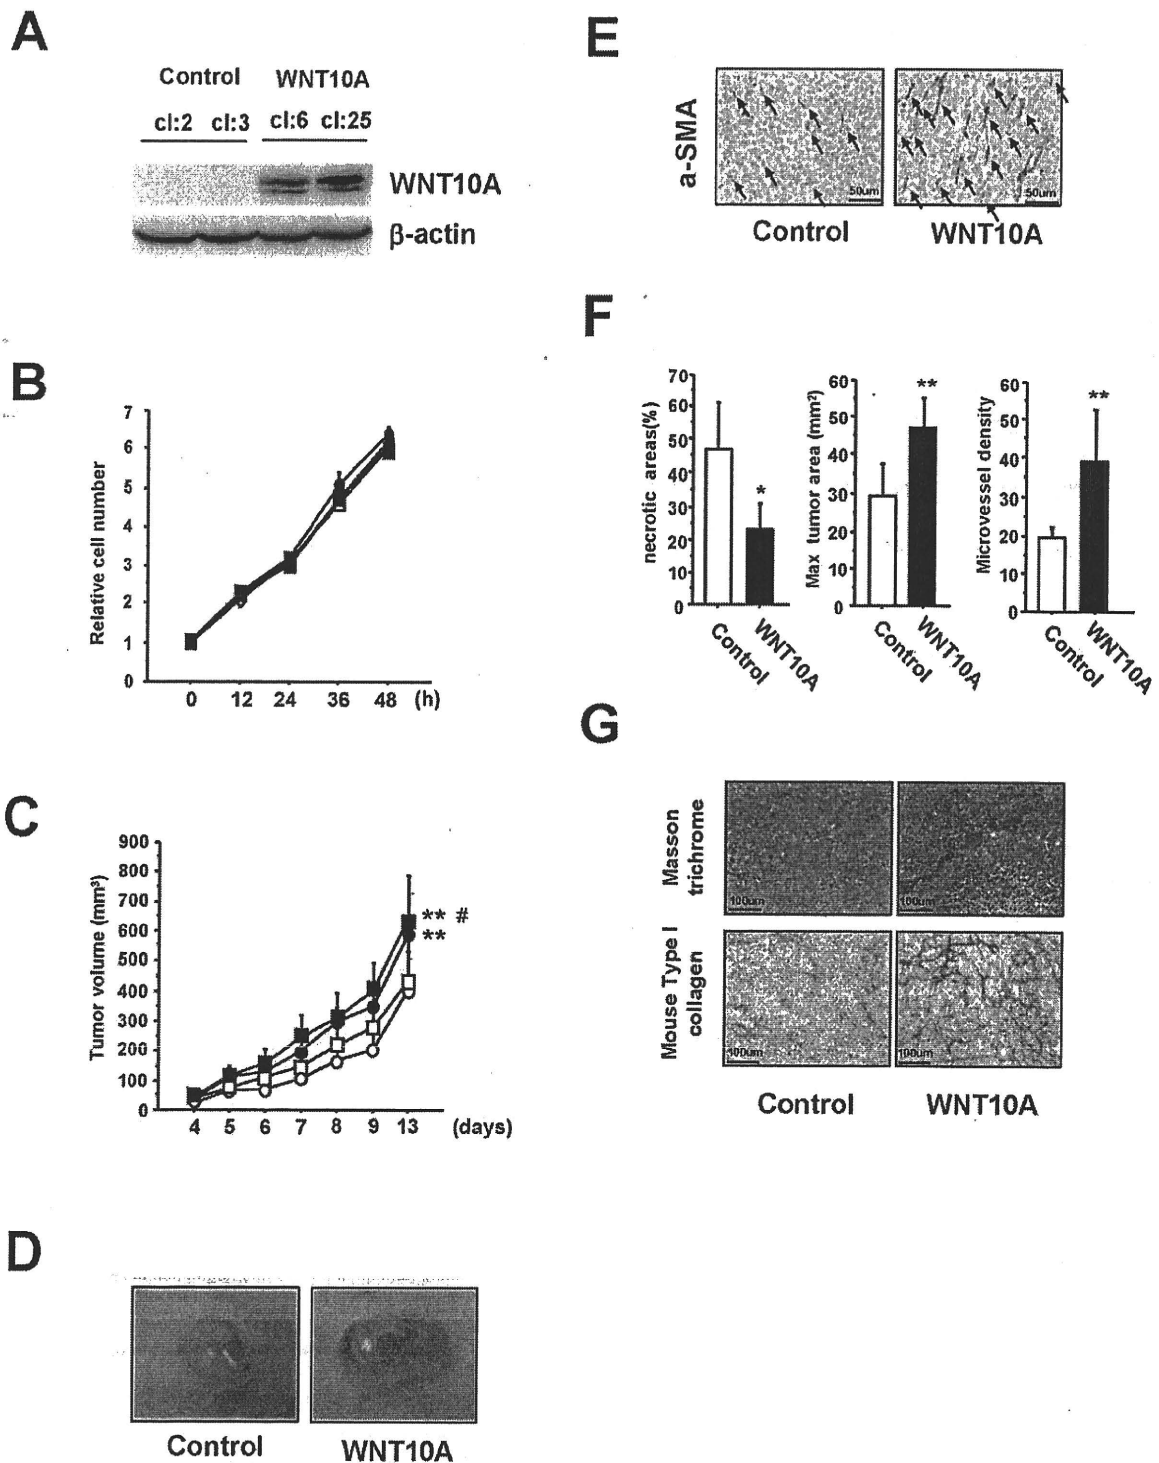 A
Control WNT10A
cl:2 cl:3 cl:6 cl:25
WNT10A
β-actin
B
Relative cell number
7
6
5
4
3
2
1
0
0 12 24 36 48 (h)
C
Tumor volume (mm³)
900
800
700
600
500
400
300
200
100
0
** #
**
4 5 6 7 8 9 13 (days)
D
Control WNT10A
E
a-SMA
50um 50um
Control WNT10A
F
necrotic areas(%)
70
60
50
40
30
20
10
0
*
Control WNT10A
Max tumor area (mm²)
60
50
40
30
20
10
0
**
Control WNT10A
Microvessel density
60
50
40
30
20
10
0
**
Control WNT10A
G
Masson
trichrome
100um 100um
Mouse Type I
collagen
100um 100um
Control WNT10A